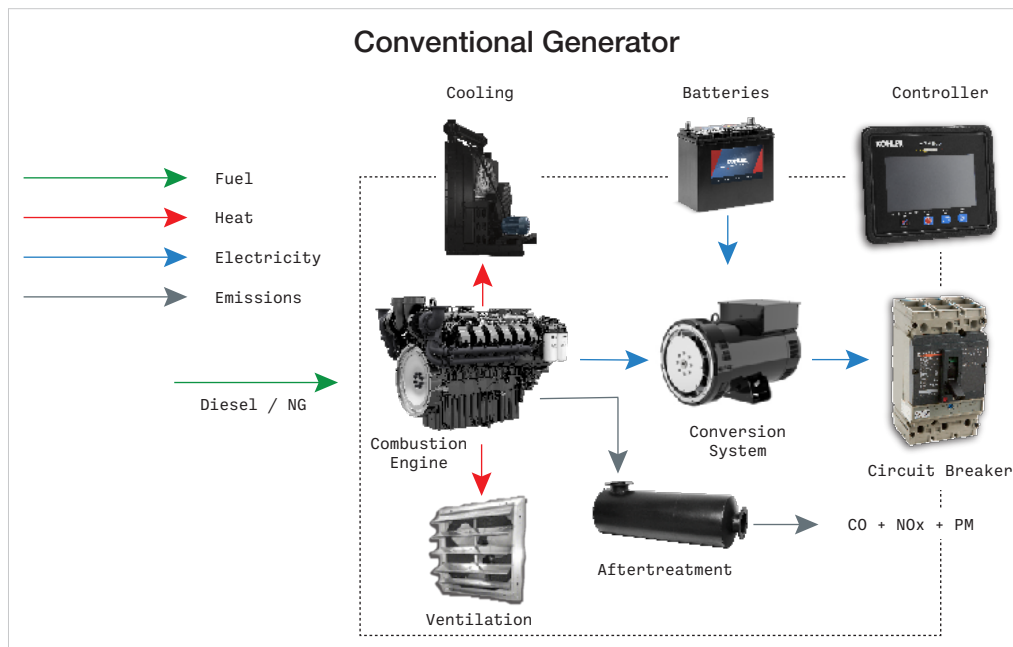 Conventional Generator
Cooling
Batteries
Controller
KOHLER
Fuel
Heat
Electricity
Emissions
Diesel / NG
Combustion
Engine
Conversion
System
Circuit Breaker
CO + NOx + PM
Aftertreatment
Ventilation